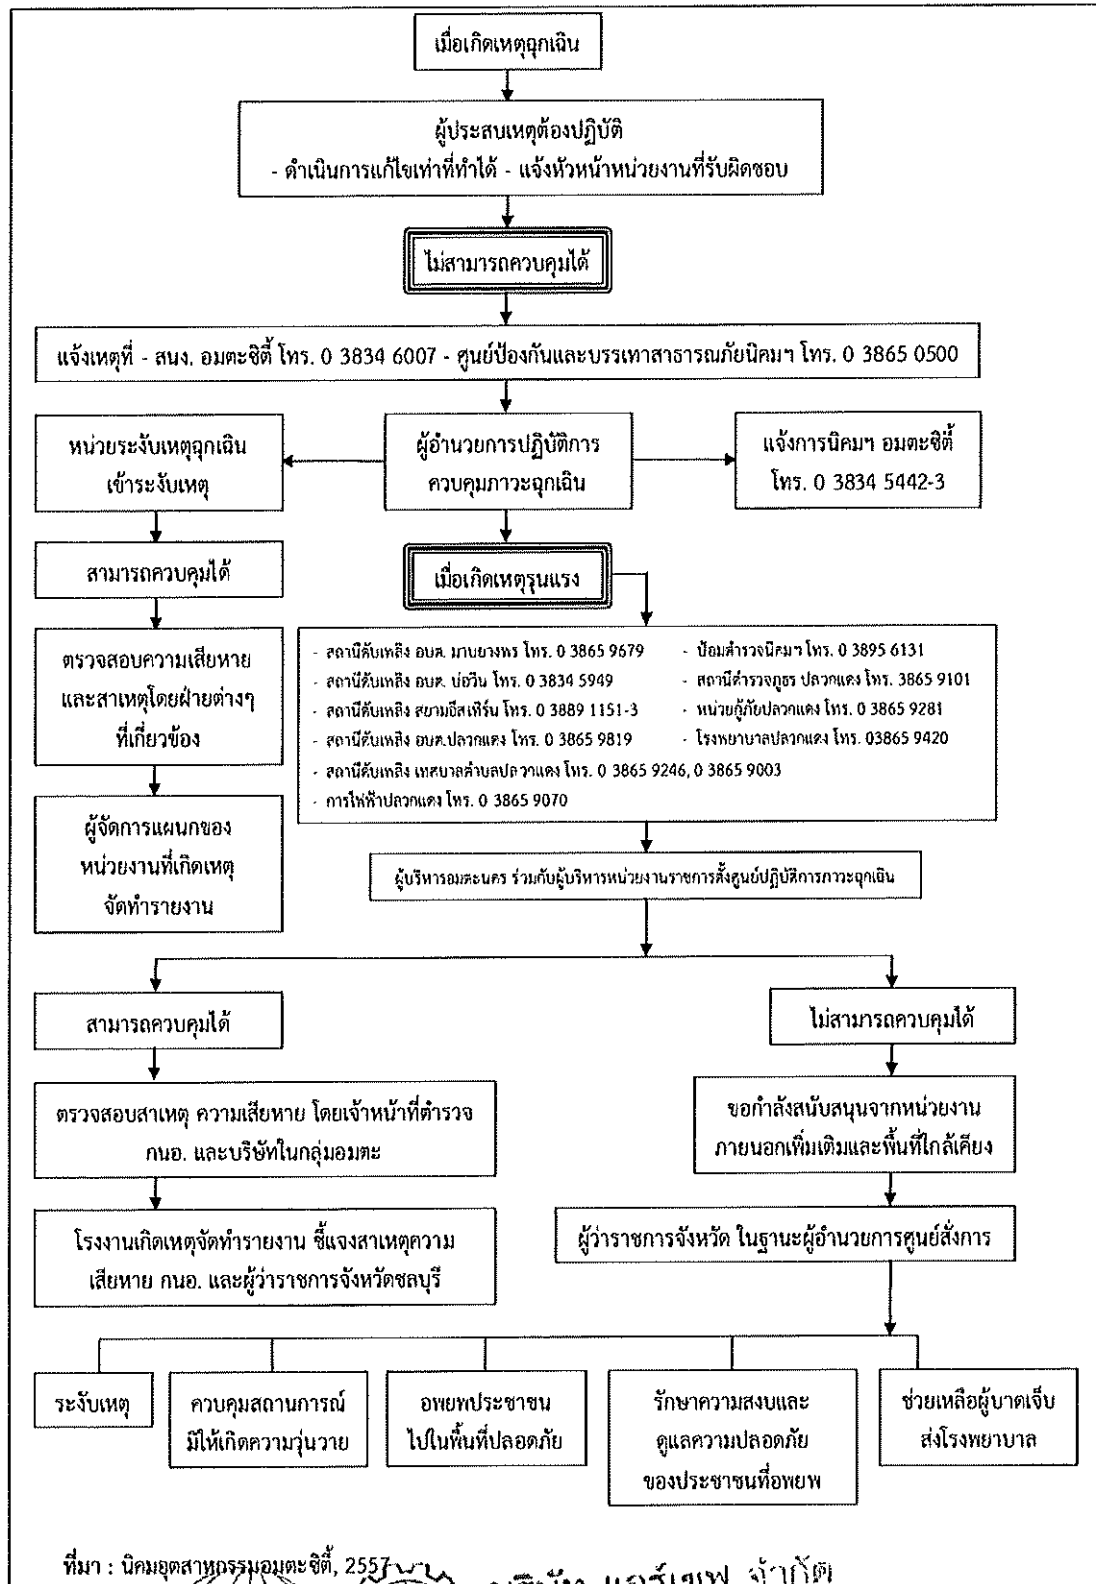 เมื่อเกิดเหตุฉุกเฉิน
ผู้ประสบเหตุต้องปฏิบัติ
- ดำเนินการแก้ไขเท่าที่ทำได้ - แจ้งหัวหน้าหน่วยงานที่รับผิดชอบ
ไม่สามารถควบคุมได้
แจ้งเหตุที่ - สนง. อมตะซิตี้ โทร. 0 3834 6007 - ศูนย์ป้องกันและบรรเทาสาธารณภัยนิคมฯ โทร. 0 3865 0500
หน่วยระงับเหตุฉุกเฉิน
เข้าระงับเหตุ
ผู้อำนวยการปฏิบัติการ
ควบคุมภาวะฉุกเฉิน
แจ้งการนิคมฯ อมตะซิตี้
โทร. 0 3834 5442-3
สามารถควบคุมได้
เมื่อเกิดเหตุรุนแรง
ตรวจสอบความเสียหาย
และสาเหตุโดยฝ่ายต่างๆ
ที่เกี่ยวข้อง
- สถานีดับเพลิง อบต. มาบยางพร โทร. 0 3865 9679
- สถานีดับเพลิง อบต. บ่อวิน โทร. 0 3834 5949
- สถานีดับเพลิง สยามอีสเทิร์น โทร. 0 3889 1151-3
- สถานีดับเพลิง อบต.ปลวกแดง โทร. 0 3865 9819
- สถานีดับเพลิง เทศบาลตำบลปลวกแดง โทร. 0 3865 9246, 0 3865 9003
- การไฟฟ้าปลวกแดง โทร. 0 3865 9070
- ป้อมตำรวจนิคมฯ โทร. 0 3895 6131
- สถานีตำรวจภูธร ปลวกแดง โทร. 3865 9101
- หน่วยกู้ภัยปลวกแดง โทร. 0 3865 9281
- โรงพยาบาลปลวกแดง โทร. 03865 9420
ผู้จัดการแผนกของ
หน่วยงานที่เกิดเหตุ
จัดทำรายงาน
ผู้บริหารอมตะนคร ร่วมกับผู้บริหารหน่วยงานราชการตั้งศูนย์ปฏิบัติการภาวะฉุกเฉิน
สามารถควบคุมได้
ไม่สามารถควบคุมได้
ตรวจสอบสาเหตุ ความเสียหาย โดยเจ้าหน้าที่ตำรวจ
กนอ. และบริษัทในกลุ่มอมตะ
ขอกำลังสนับสนุนจากหน่วยงาน
ภายนอกเพิ่มเติมและพื้นที่ใกล้เคียง
โรงงานเกิดเหตุจัดทำรายงาน ชี้แจงสาเหตุความ
เสียหาย กนอ. และผู้ว่าราชการจังหวัดชลบุรี
ผู้ว่าราชการจังหวัด ในฐานะผู้อำนวยการศูนย์สั่งการ
ระงับเหตุ
ควบคุมสถานการณ์
มิให้เกิดความวุ่นวาย
อพยพประชาชน
ไปในพื้นที่ปลอดภัย
รักษาความสงบและ
ดูแลความปลอดภัย
ของประชาชนที่อพยพ
ช่วยเหลือผู้บาดเจ็บ
ส่งโรงพยาบาล
ที่มา : นิคมอุตสาหกรรมอมตะซิตี้, 2557
จำกัด